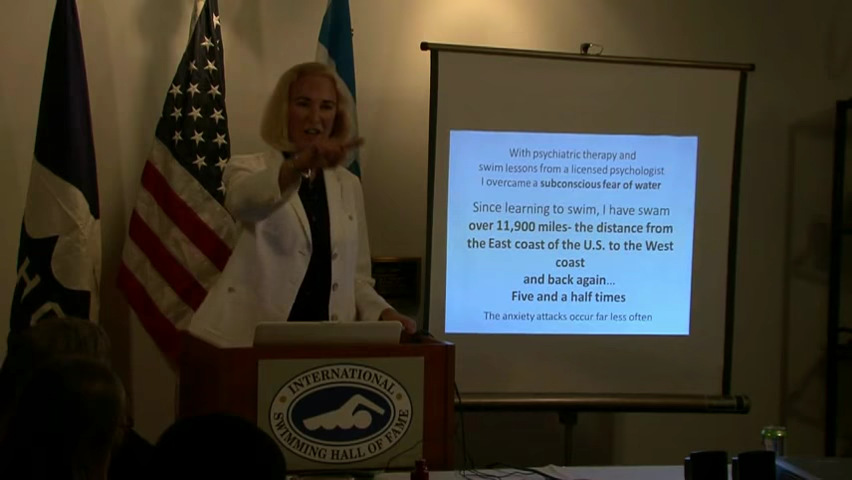 With psychiatric therapy and
swim lessons from a licensed psychologist
I overcame a subconscious fear of water
Since learning to swim, I have swam
over 11,900 miles- the distance from
the East coast of the U.S. to the West
coast
and back again...
Five and a half times
The anxiety attacks occur far less often
INTERNATIONAL
SWIMMING HALL OF FAME